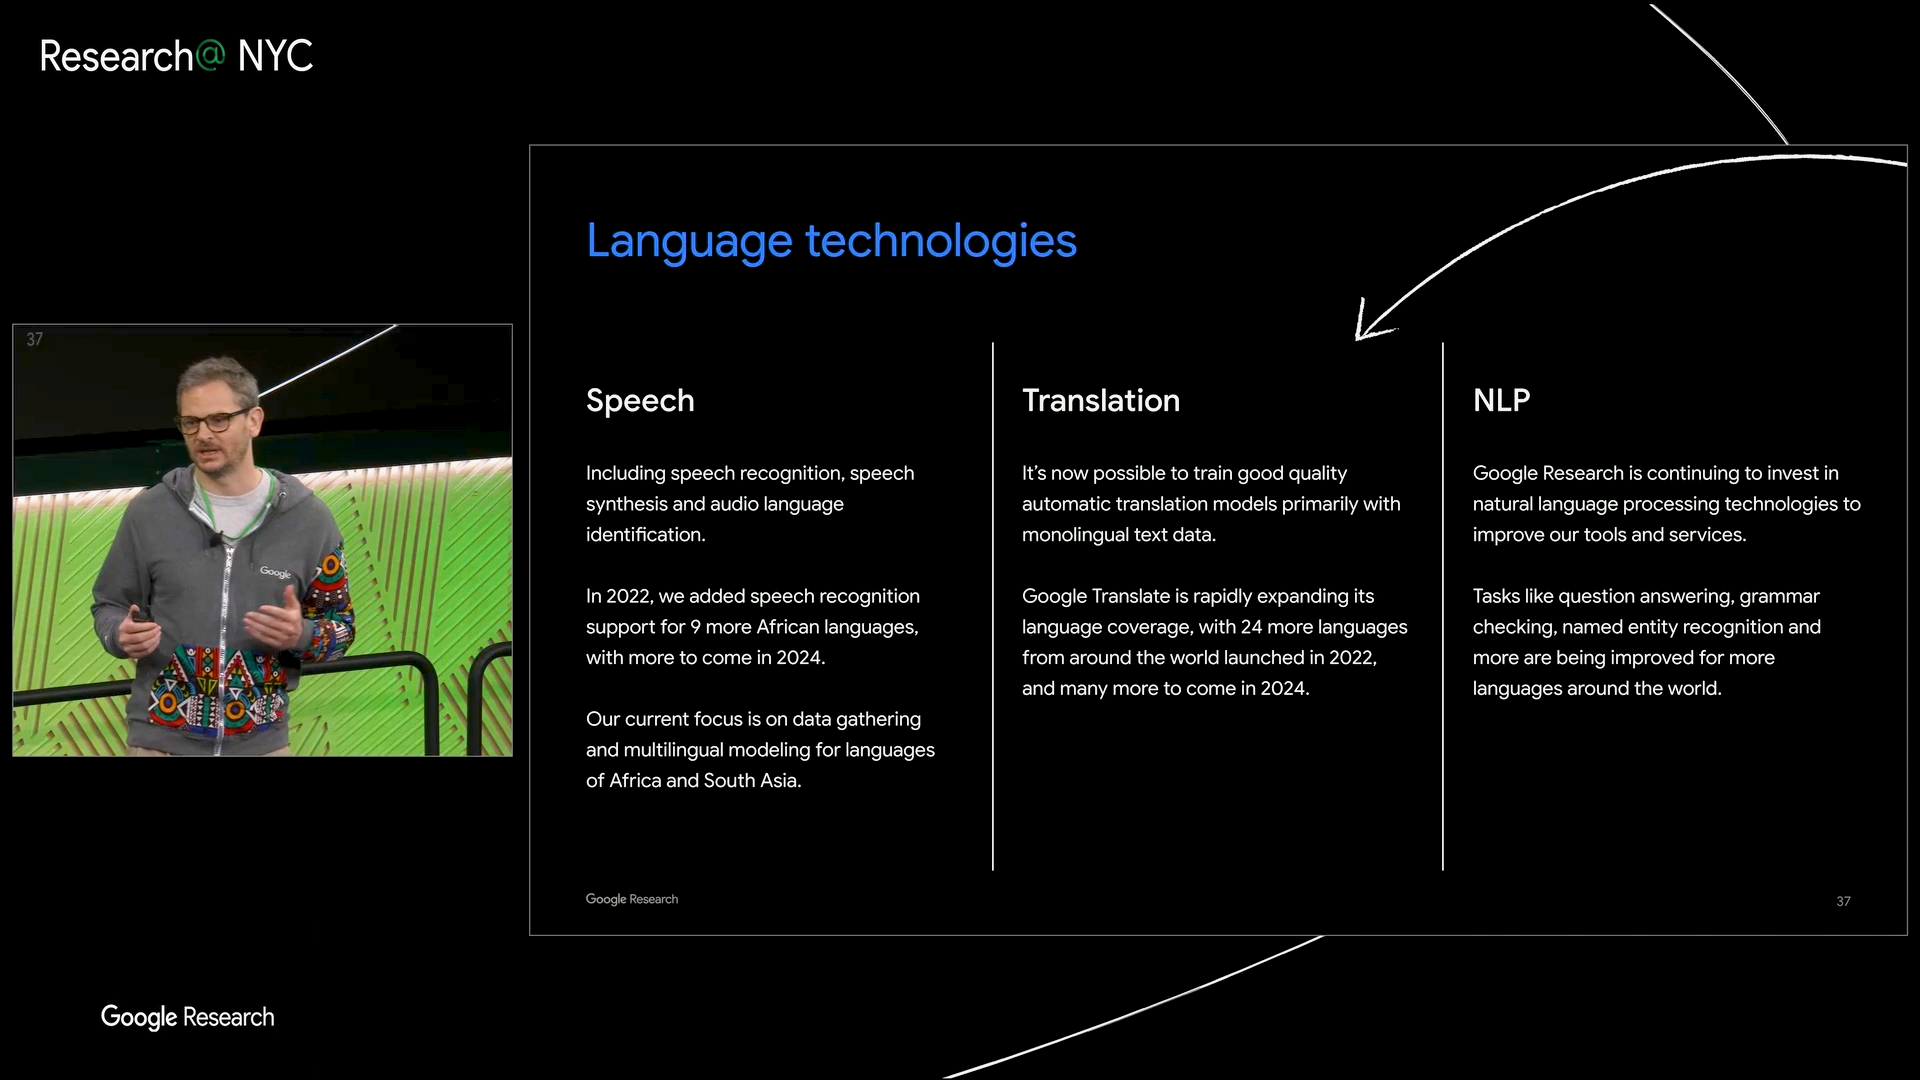 Research@ NYC
37
Google
Language technologies
Speech
Including speech recognition, speech
synthesis and audio language
identification.
In 2022, we added speech recognition
support for 9 more African languages,
with more to come in 2024.
Our current focus is on data gathering
and multilingual modeling for languages
of Africa and South Asia.
Translation
It’s now possible to train good quality
automatic translation models primarily with
monolingual text data.
Google Translate is rapidly expanding its
language coverage, with 24 more languages
from around the world launched in 2022,
and many more to come in 2024.
NLP
Google Research is continuing to invest in
natural language processing technologies to
improve our tools and services.
Tasks like question answering, grammar
checking, named entity recognition and
more are being improved for more
languages around the world.
Google Research
37
Google Research